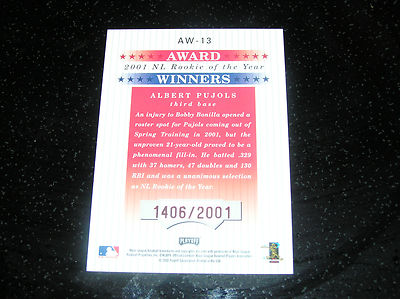 AW-13
AWARD
2001 NL Rookie of the Year
WINNERS
ALBERT PUJOLS
third base
An injury to Bobby Bonilla opened a
roster spot for Pujols coming out of
Spring Training in 2001, but the
unproven 21-year-old proved to be a
phenomenal fill-in. He batted .329
with 37 homers, 47 doubles and 130
RBI and was a unanimous selection
as NL Rookie of the Year.
1406/2001
PLAYOFF